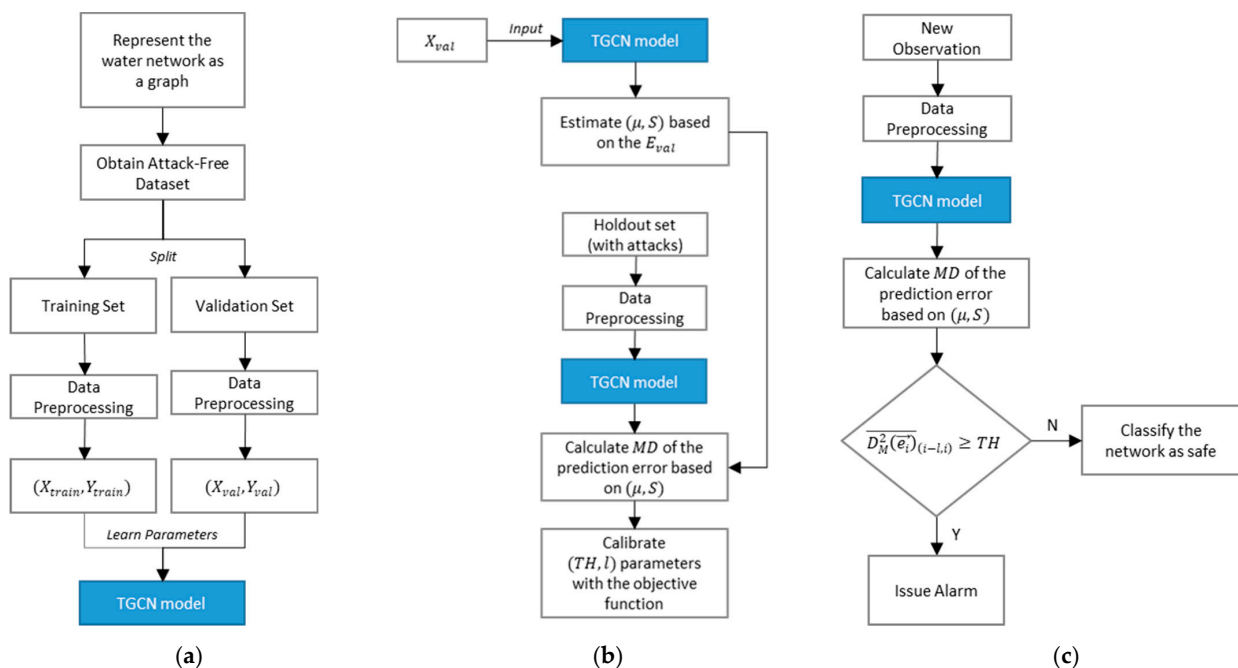 Represent the
water network as
a graph
Obtain Attack-Free
Dataset
Split
Training Set
Validation Set
Data
Preprocessing
Data
Preprocessing
(X_train, Y_train)
(X_val, Y_val)
Learn Parameters
TGCN model
(a)
X_val
Input
TGCN model
Estimate (μ, S) based
on the E_val
Holdout set
(with attacks)
Data
Preprocessing
TGCN model
Calculate MD of the
prediction error based
on (μ, S)
Calibrate
(TH, l) parameters
with the objective
function
(b)
New
Observation
Data
Preprocessing
TGCN model
Calculate MD of the
prediction error
based on (μ, S)
\overline{D_M^2(\vec{e_i})}_{(i-l,i)} ≥ TH
N
Classify the
network as safe
Y
Issue Alarm
(c)